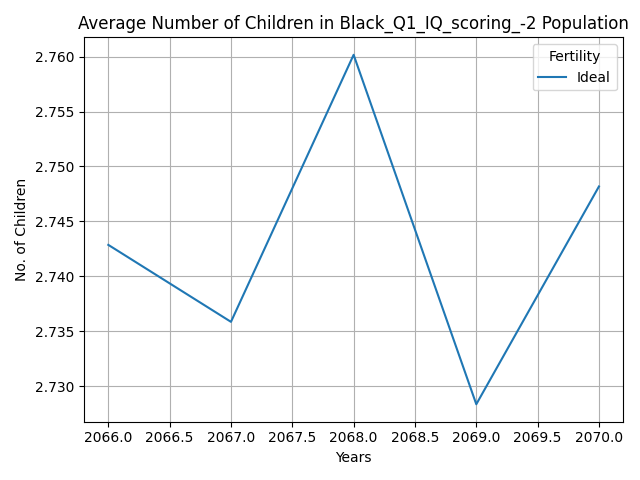 Average Number of Children in Black_Q1_IQ_scoring_-2 Population
Fertility
Ideal
No. of Children
2.760
2.755
2.750
2.745
2.740
2.735
2.730
2066.0 2066.5 2067.0 2067.5 2068.0 2068.5 2069.0 2069.5 2070.0
Years